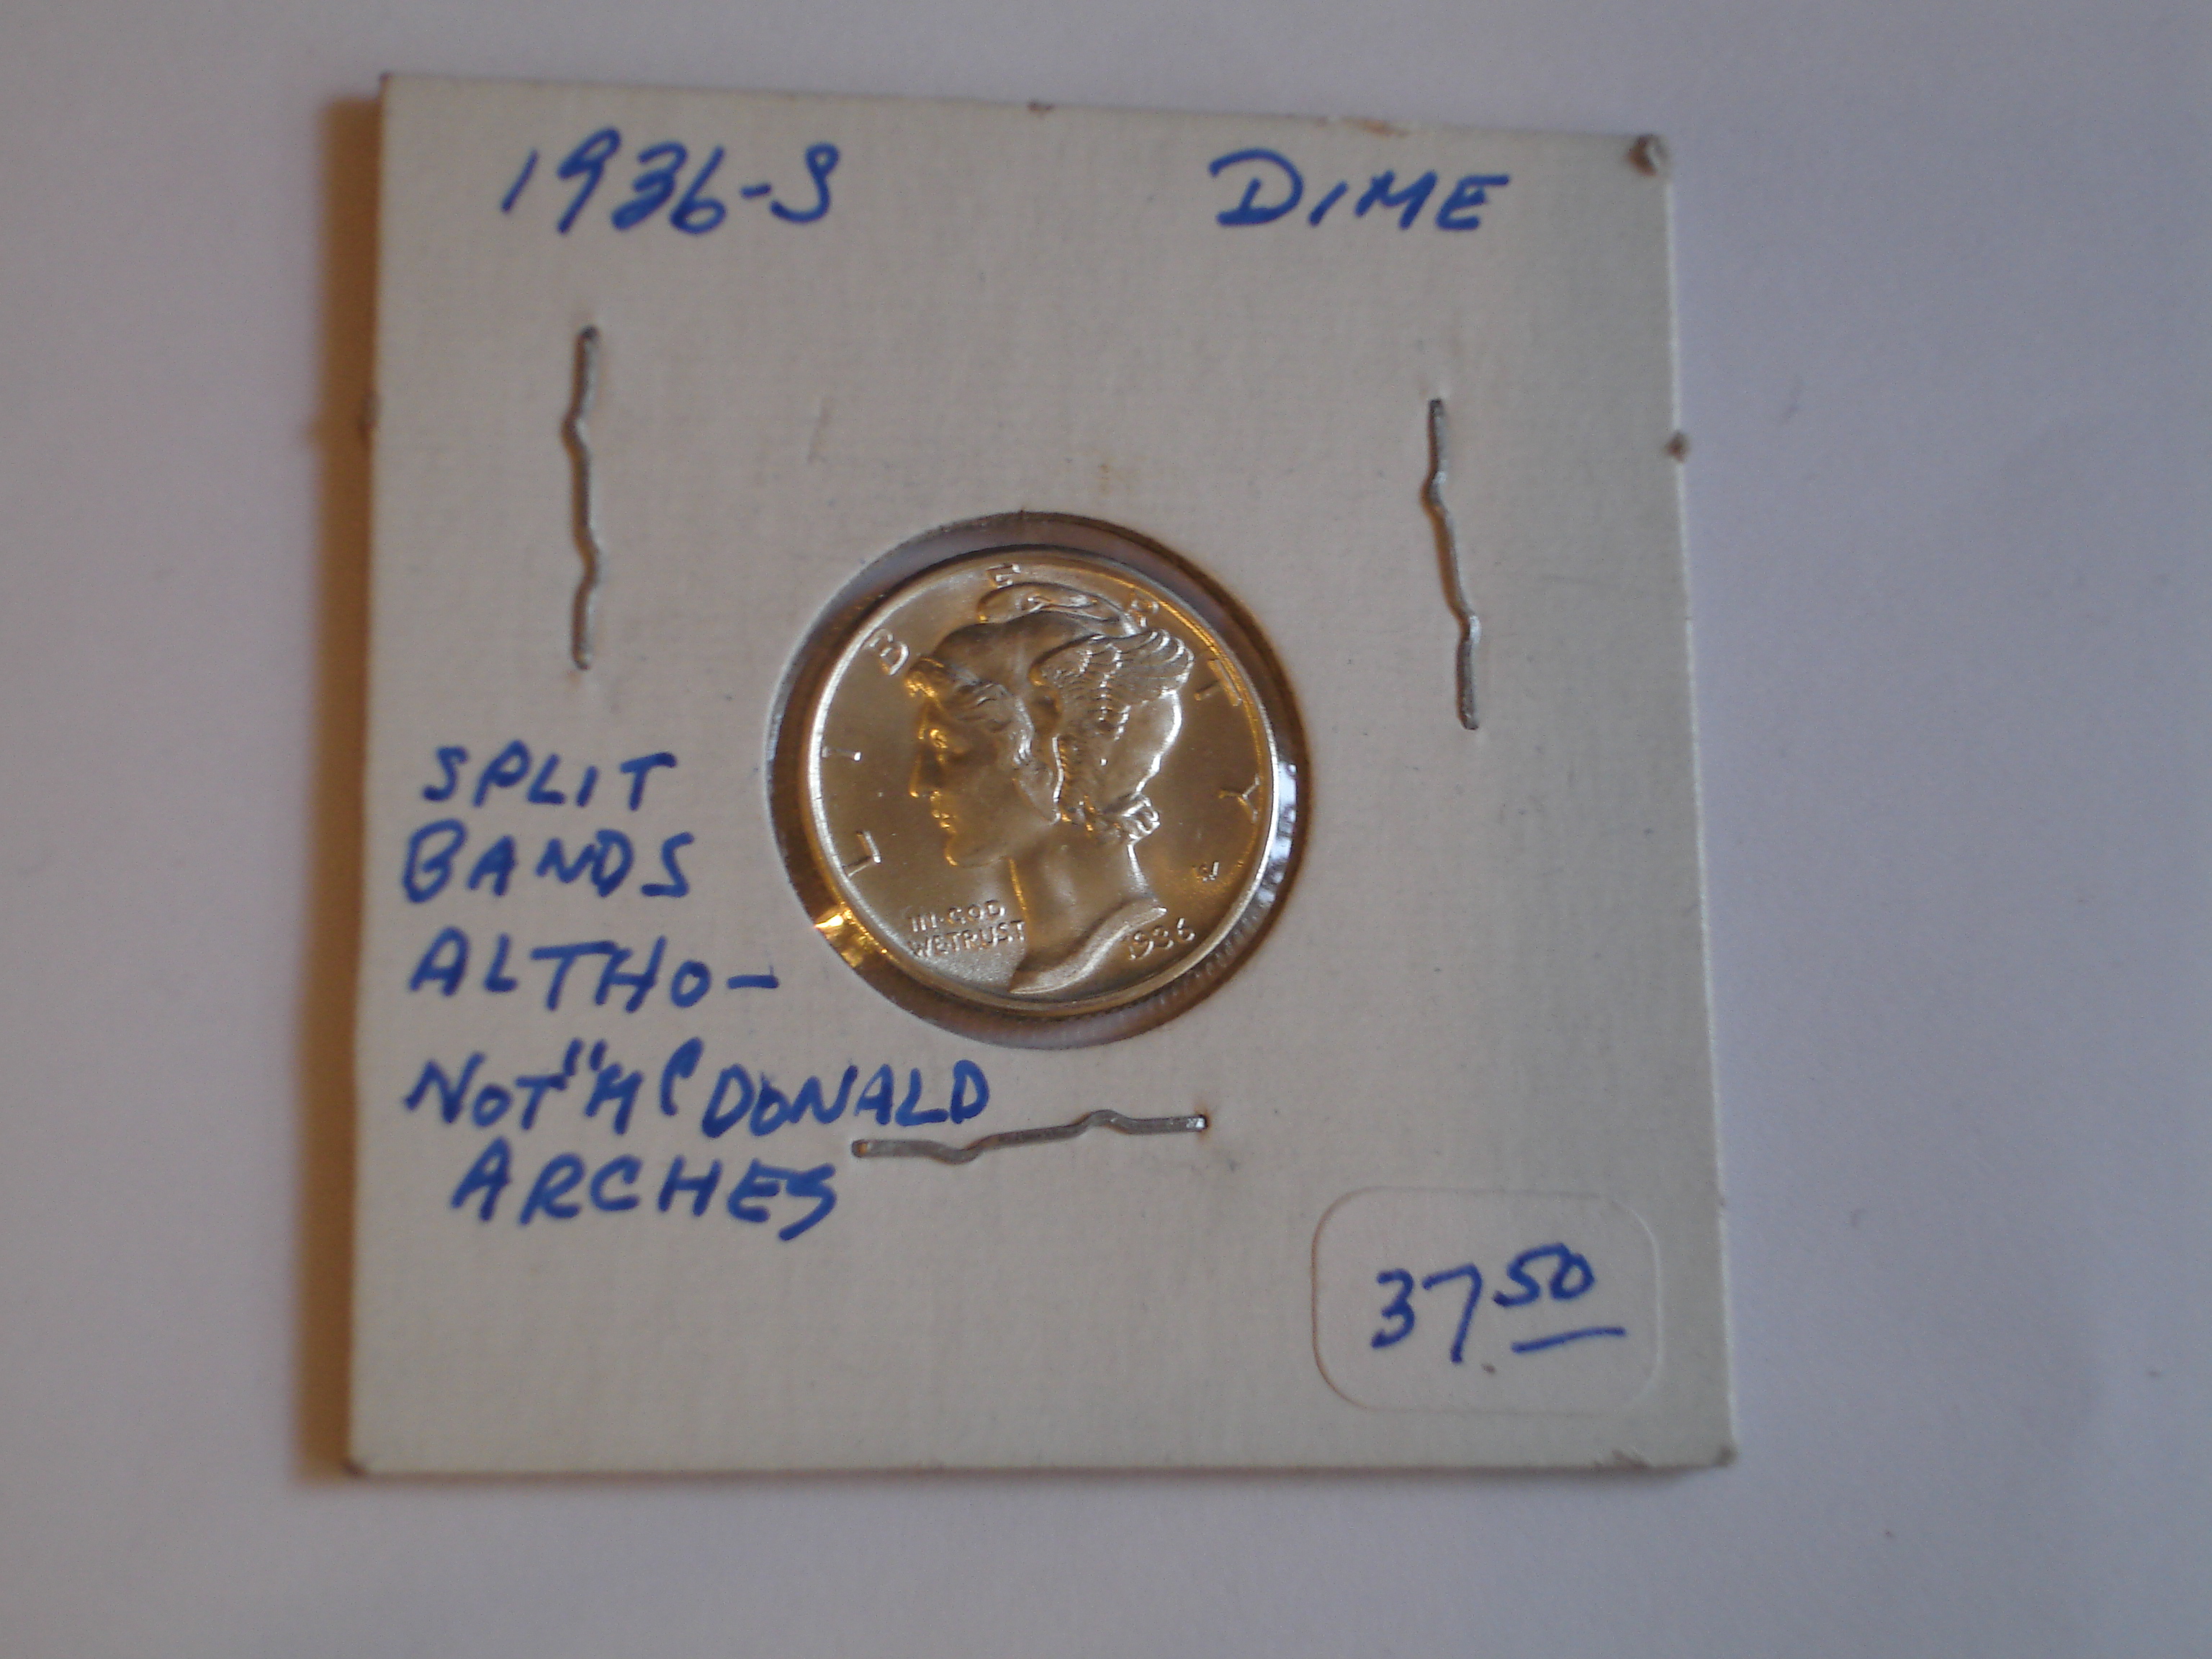 1936-S DIME
LIBERTY
IN·GOD
WE TRUST
1936
W
SPLIT
BANDS
ALTHO-
NOT "McDONALD
ARCHES
37 50